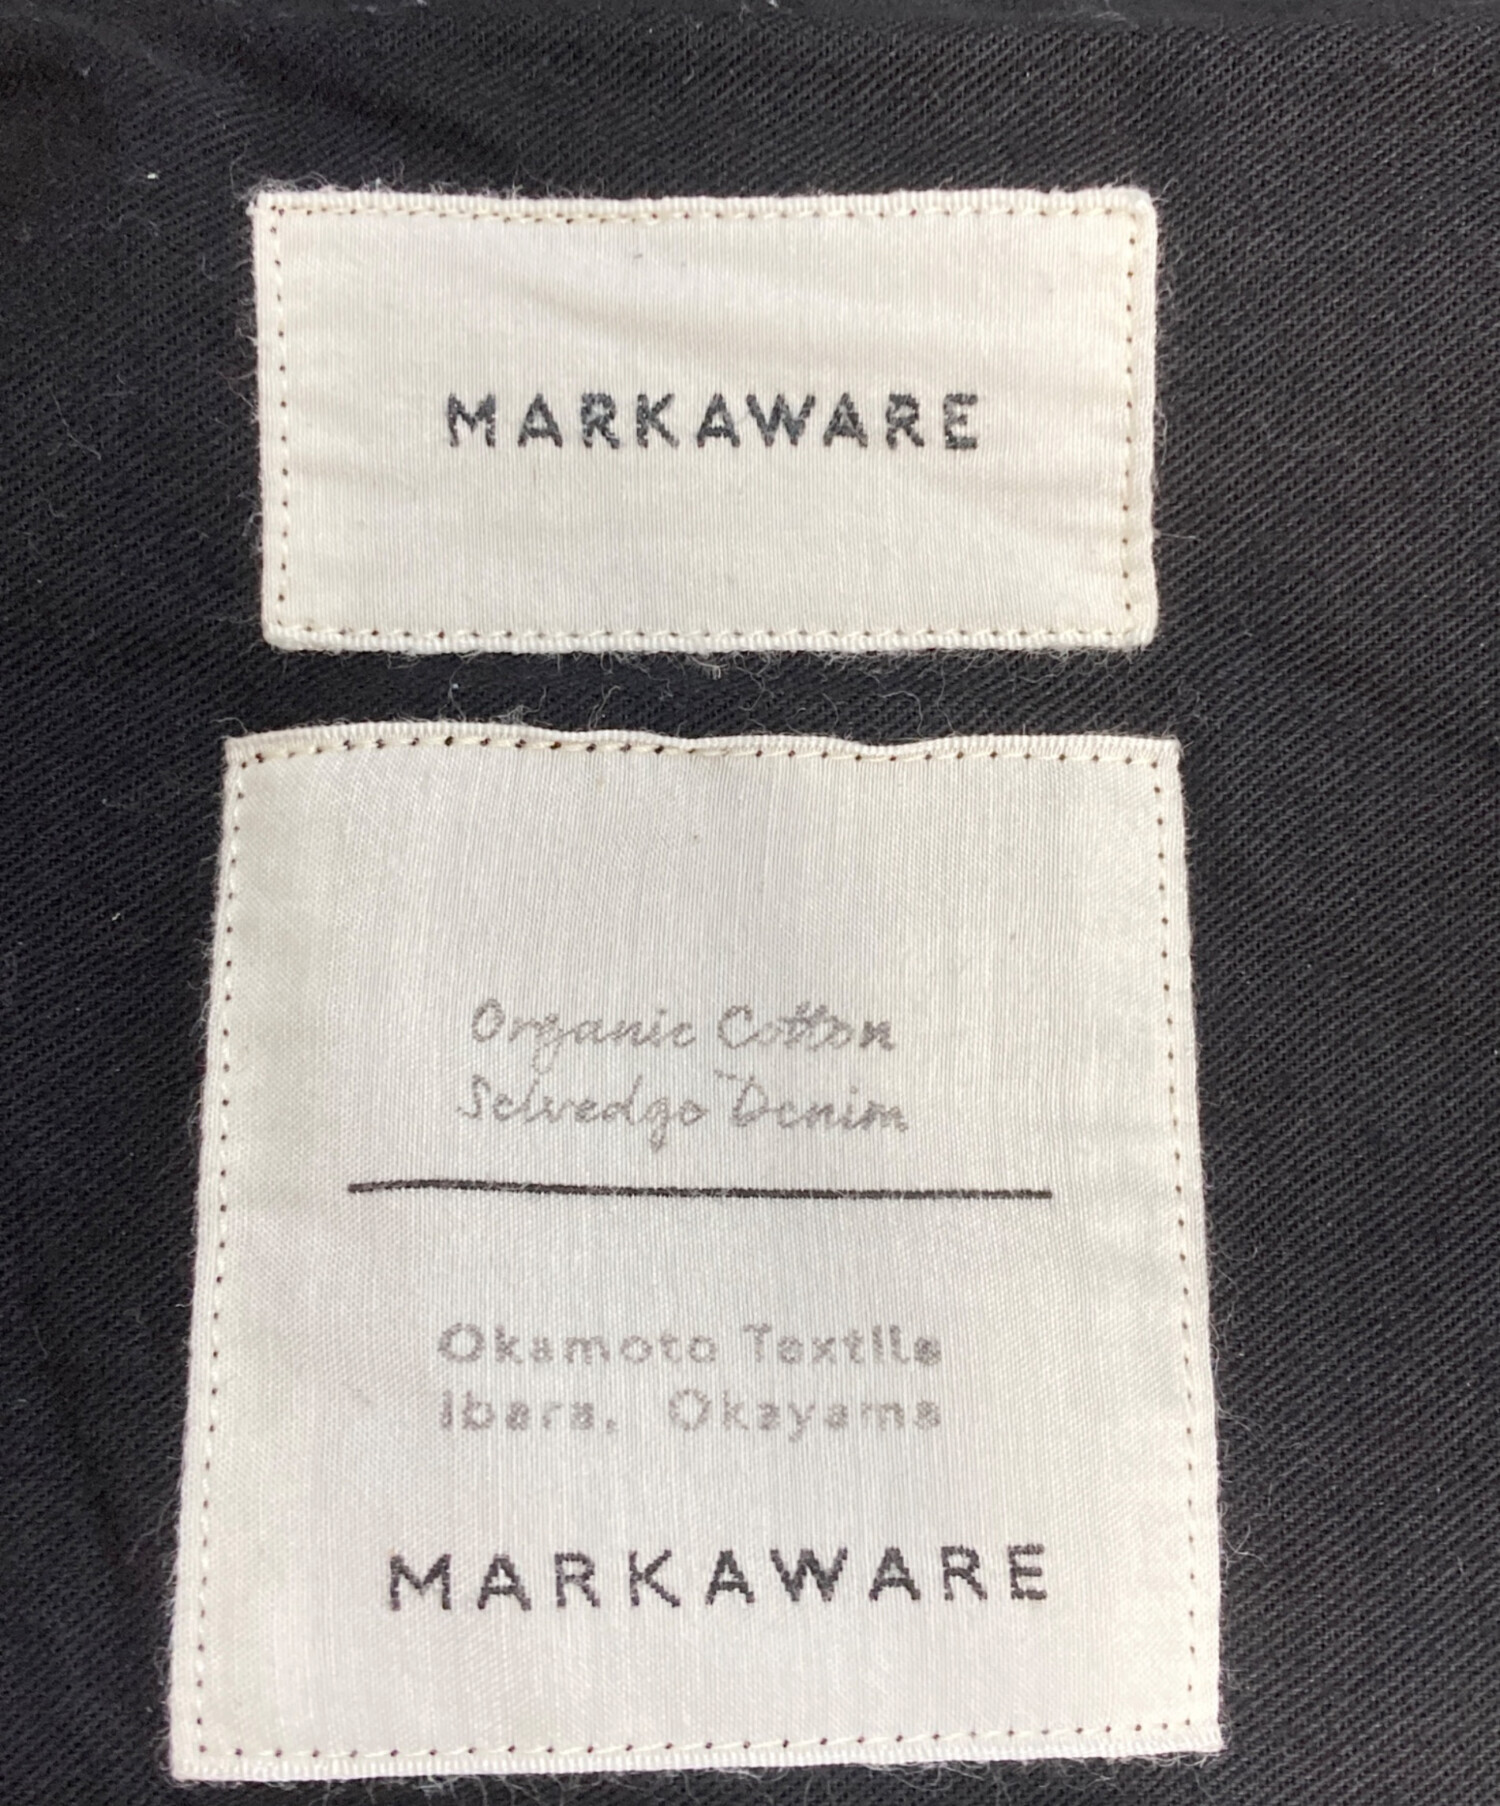 MARKAWARE
Organic Cotton
Selvedge Denim
Okamoto Textile
Ibara, Okayama
MARKAWARE